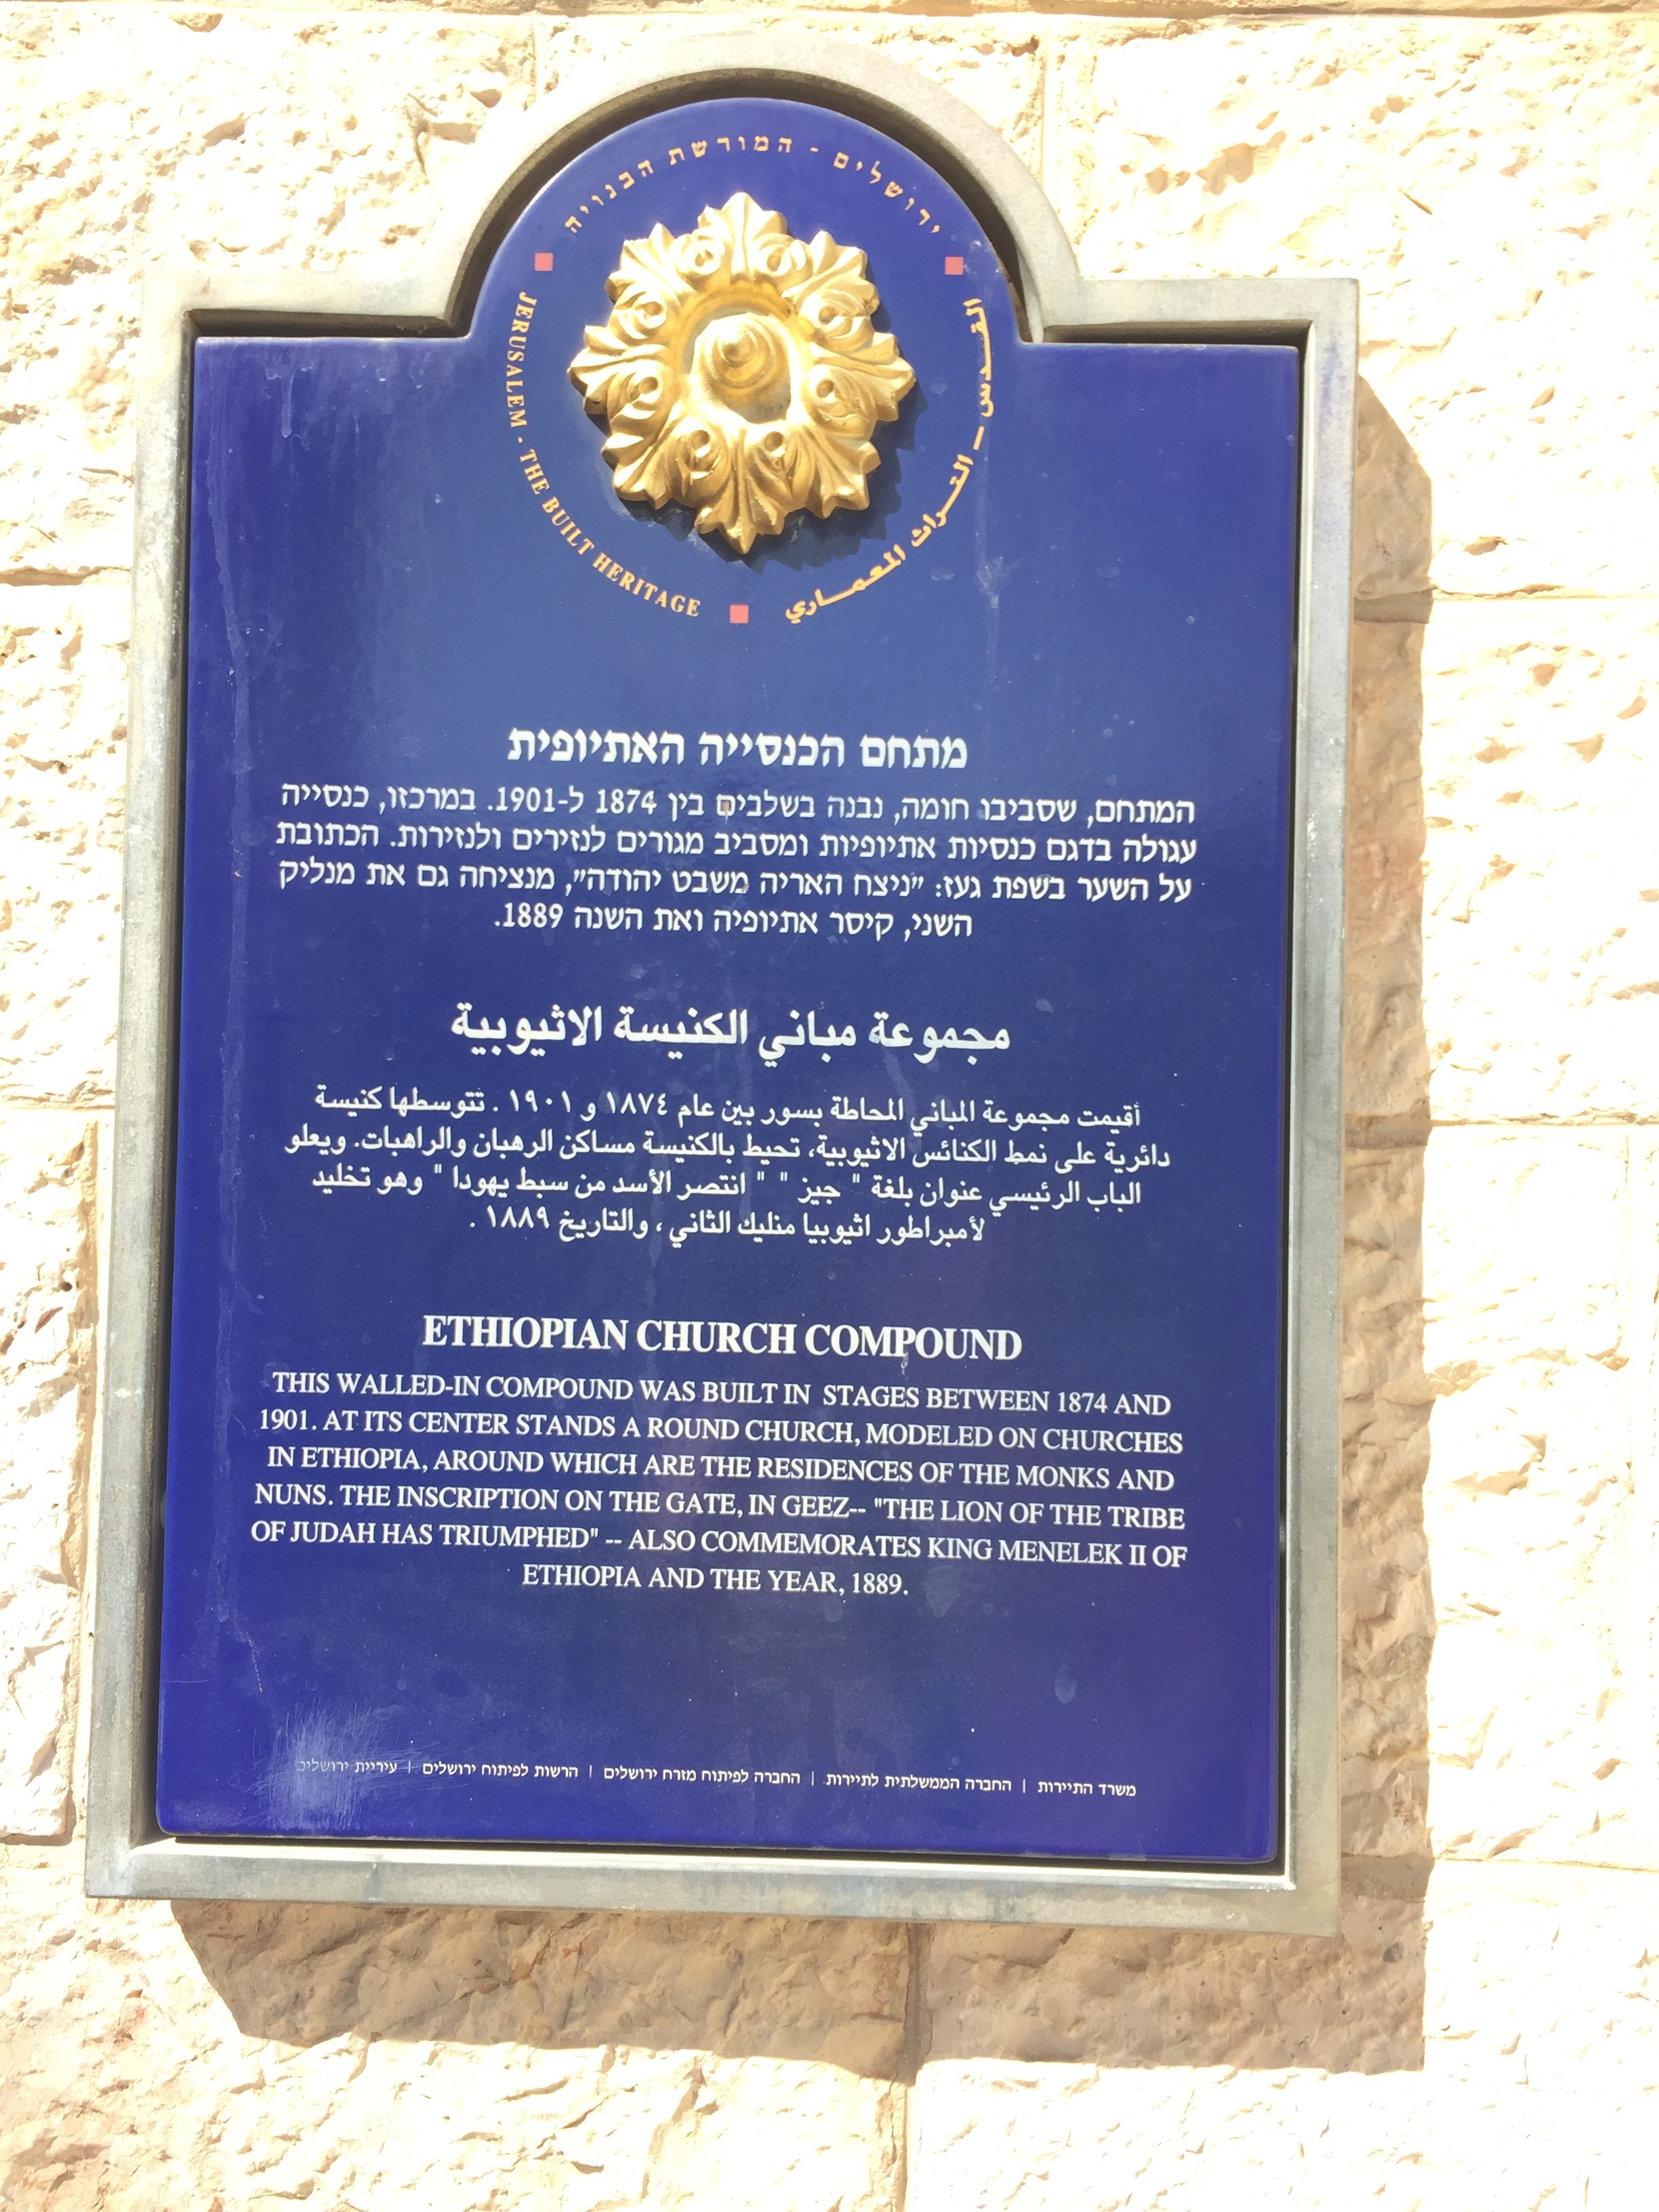 ירושלים - המורשת הבנויה
JERUSALEM · THE BUILT HERITAGE
القدس - التراث المعماري
מתחם הכנסייה האתיופית
המתחם, שסביבו חומה, נבנה בשלבים בין 1874 ל-1901. במרכזו, כנסייה
עגולה בדגם כנסיות אתיופיות ומסביב מגורים לנזירים ולנזירות. הכתובת
על השער בשפת געז: "ניצח האריה משבט יהודה", מנציחה גם את מנליק
השני, קיסר אתיופיה ואת השנה 1889.
مجموعة مباني الكنيسة الاثيوبية
أقيمت مجموعة المباني المحاطة بسور بين عام ١٨٧٤ و ١٩٠١ . تتوسطها كنيسة
دائرية على نمط الكنائس الاثيوبية، تحيط بالكنيسة مساكن الرهبان والراهبات. ويعلو
الباب الرئيسي عنوان بلغة " جيز " " انتصر الأسد من سبط يهودا " وهو تخليد
لأمبراطور اثيوبيا منليك الثاني ، والتاريخ ١٨٨٩ .
ETHIOPIAN CHURCH COMPOUND
THIS WALLED-IN COMPOUND WAS BUILT IN STAGES BETWEEN 1874 AND
1901. AT ITS CENTER STANDS A ROUND CHURCH, MODELED ON CHURCHES
IN ETHIOPIA, AROUND WHICH ARE THE RESIDENCES OF THE MONKS AND
NUNS. THE INSCRIPTION ON THE GATE, IN GEEZ-- "THE LION OF THE TRIBE
OF JUDAH HAS TRIUMPHED" -- ALSO COMMEMORATES KING MENELEK II OF
ETHIOPIA AND THE YEAR, 1889.
משרד התיירות | החברה הממשלתית לתיירות | החברה לפיתוח מזרח ירושלים | הרשות לפיתוח ירושלים | עיריית ירושלים